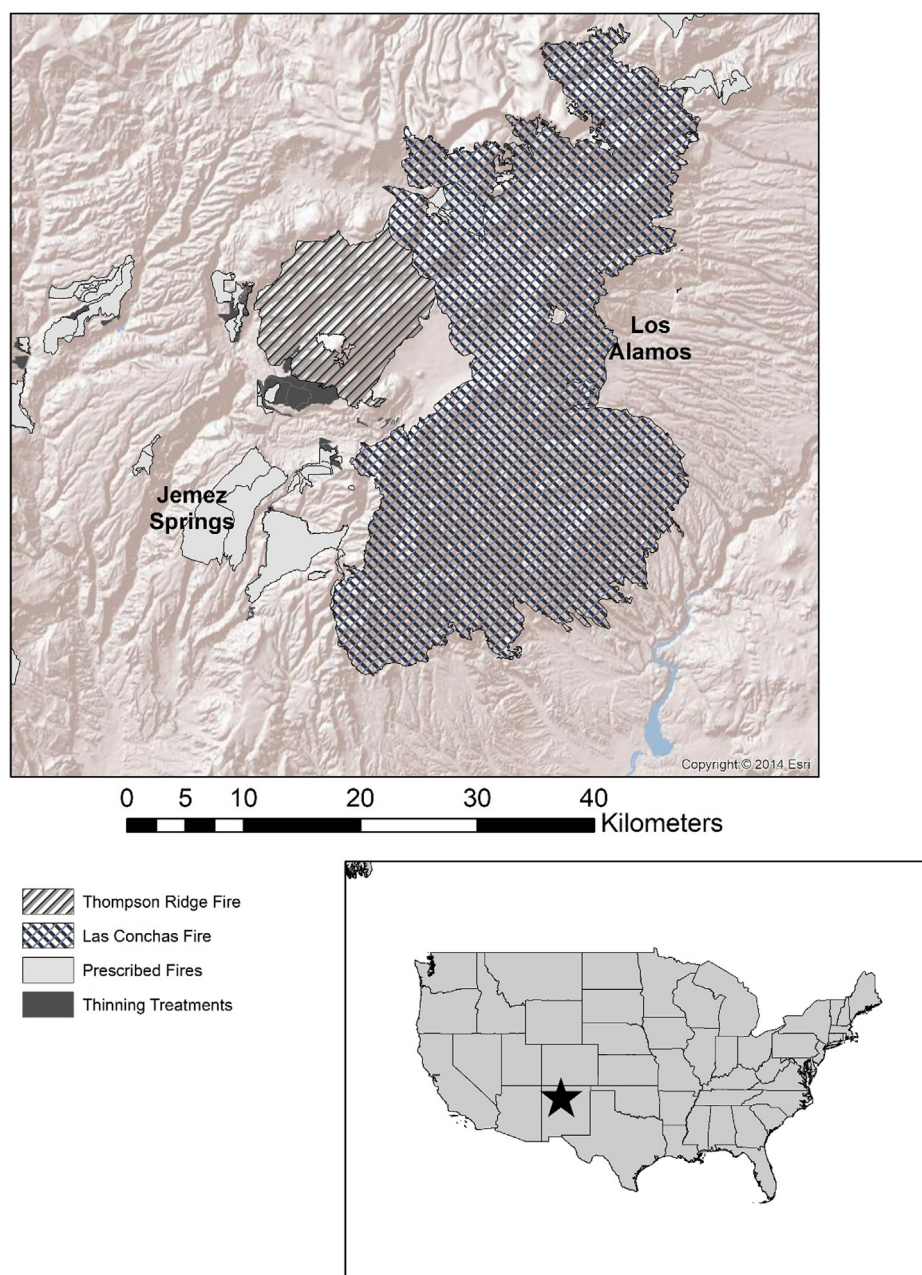 Los
Alamos
Jemez
Springs
Copyright:© 2014 Esri
0 5 10 20 30 40
Kilometers
Thompson Ridge Fire
Las Conchas Fire
Prescribed Fires
Thinning Treatments